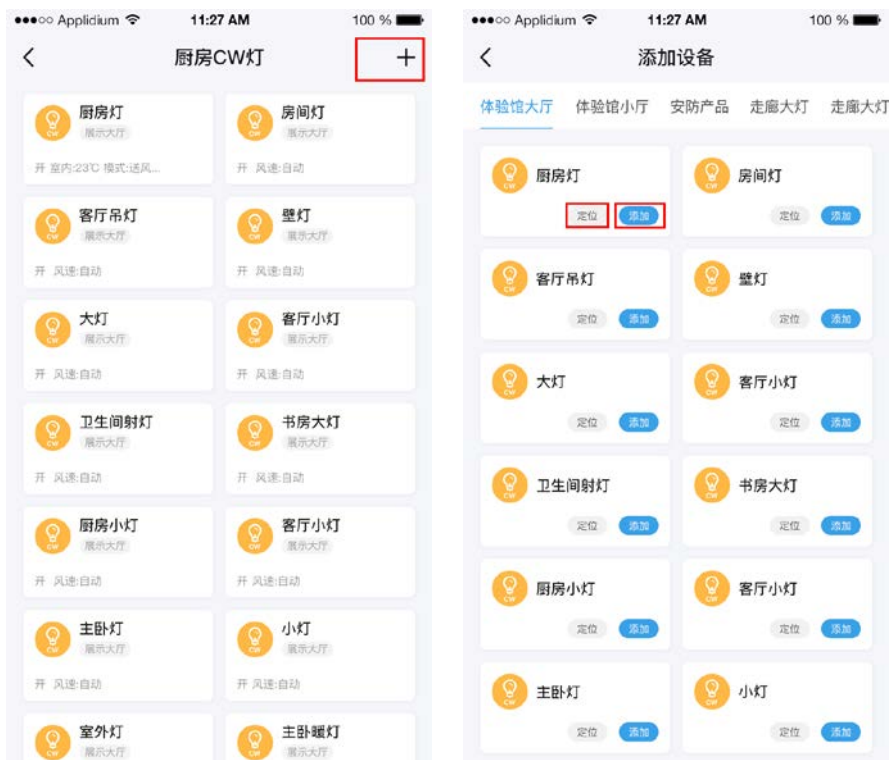 ●●●○○ Applidium 11:27 AM 100 %
厨房CW灯
厨房灯 房间灯
展示大厅 展示大厅
开 室内:23℃ 模式:送风... 开 风速:自动
客厅吊灯 壁灯
展示大厅 展示大厅
开 风速:自动 开 风速:自动
大灯 客厅小灯
展示大厅 展示大厅
开 风速:自动 开 风速:自动
卫生间射灯 书房大灯
展示大厅 展示大厅
开 风速:自动 开 风速:自动
厨房小灯 客厅小灯
展示大厅 展示大厅
开 风速:自动 开 风速:自动
主卧灯 小灯
展示大厅 展示大厅
开 风速:自动 开 风速:自动
室外灯 主卧暖灯
展示大厅 展示大厅
●●●○○ Applidium 11:27 AM 100 %
添加设备
体验馆大厅 体验馆小厅 安防产品 走廊大灯 走廊大灯
厨房灯 房间灯
定位 添加 定位 添加
客厅吊灯 壁灯
定位 添加 定位 添加
大灯 客厅小灯
定位 添加 定位 添加
卫生间射灯 书房大灯
定位 添加 定位 添加
厨房小灯 客厅小灯
定位 添加 定位 添加
主卧灯 小灯
定位 添加 定位 添加